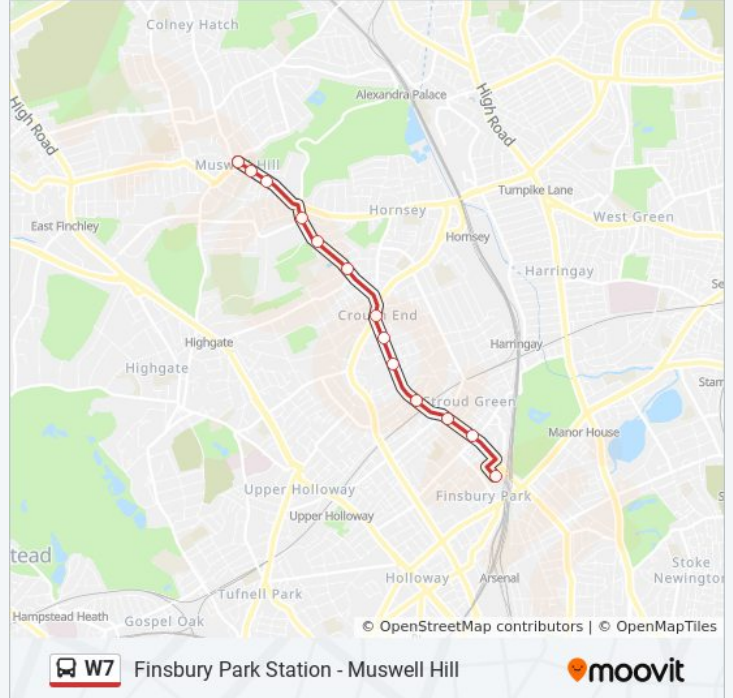 Colney Hatch
High Road
Alexandra Palace
High Road
Muswell Hill
Turnpike Lane
Hornsey
West Green
East Finchley
Hornsey
Harringay
Crouch End
Highgate
Harringay
Highgate
Stroud Green
Manor House
Upper Holloway
Finsbury Park
Upper Holloway
Stoke
Newington
tead
Holloway
Arsenal
Tufnell Park
Hampstead Heath
Gospel Oak
© OpenStreetMap contributors | © OpenMapTiles
W7 Finsbury Park Station - Muswell Hill
moovit